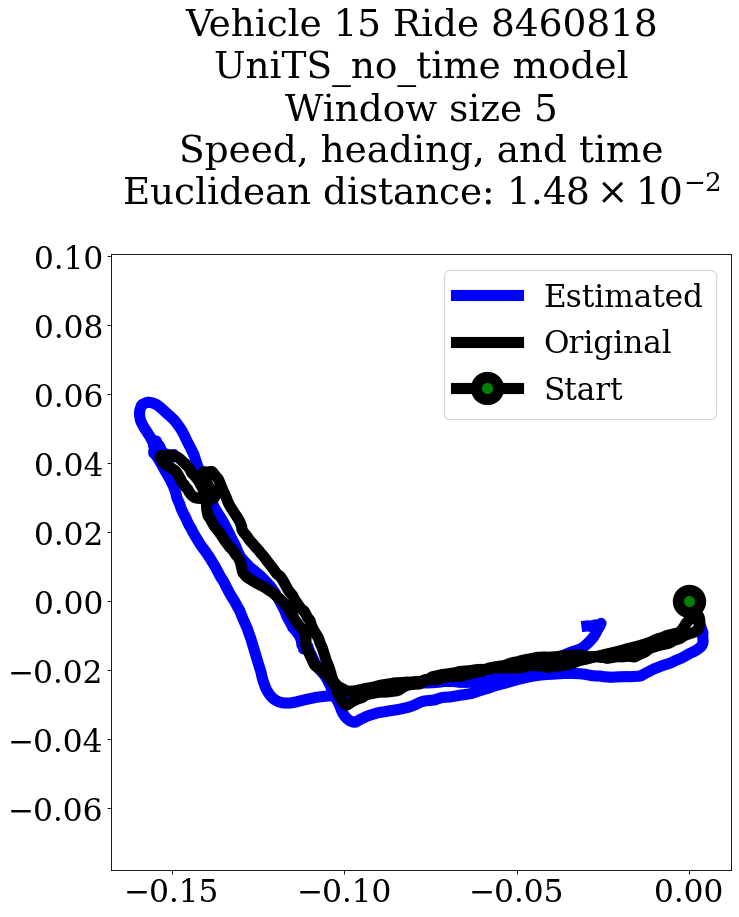 Vehicle 15 Ride 8460818
UniTS_no_time model
Window size 5
Speed, heading, and time
Euclidean distance: 1.48 × 10⁻²
0.10
0.08
0.06
0.04
0.02
0.00
−0.02
−0.04
−0.06
Estimated
Original
Start
−0.15 −0.10 −0.05 0.00